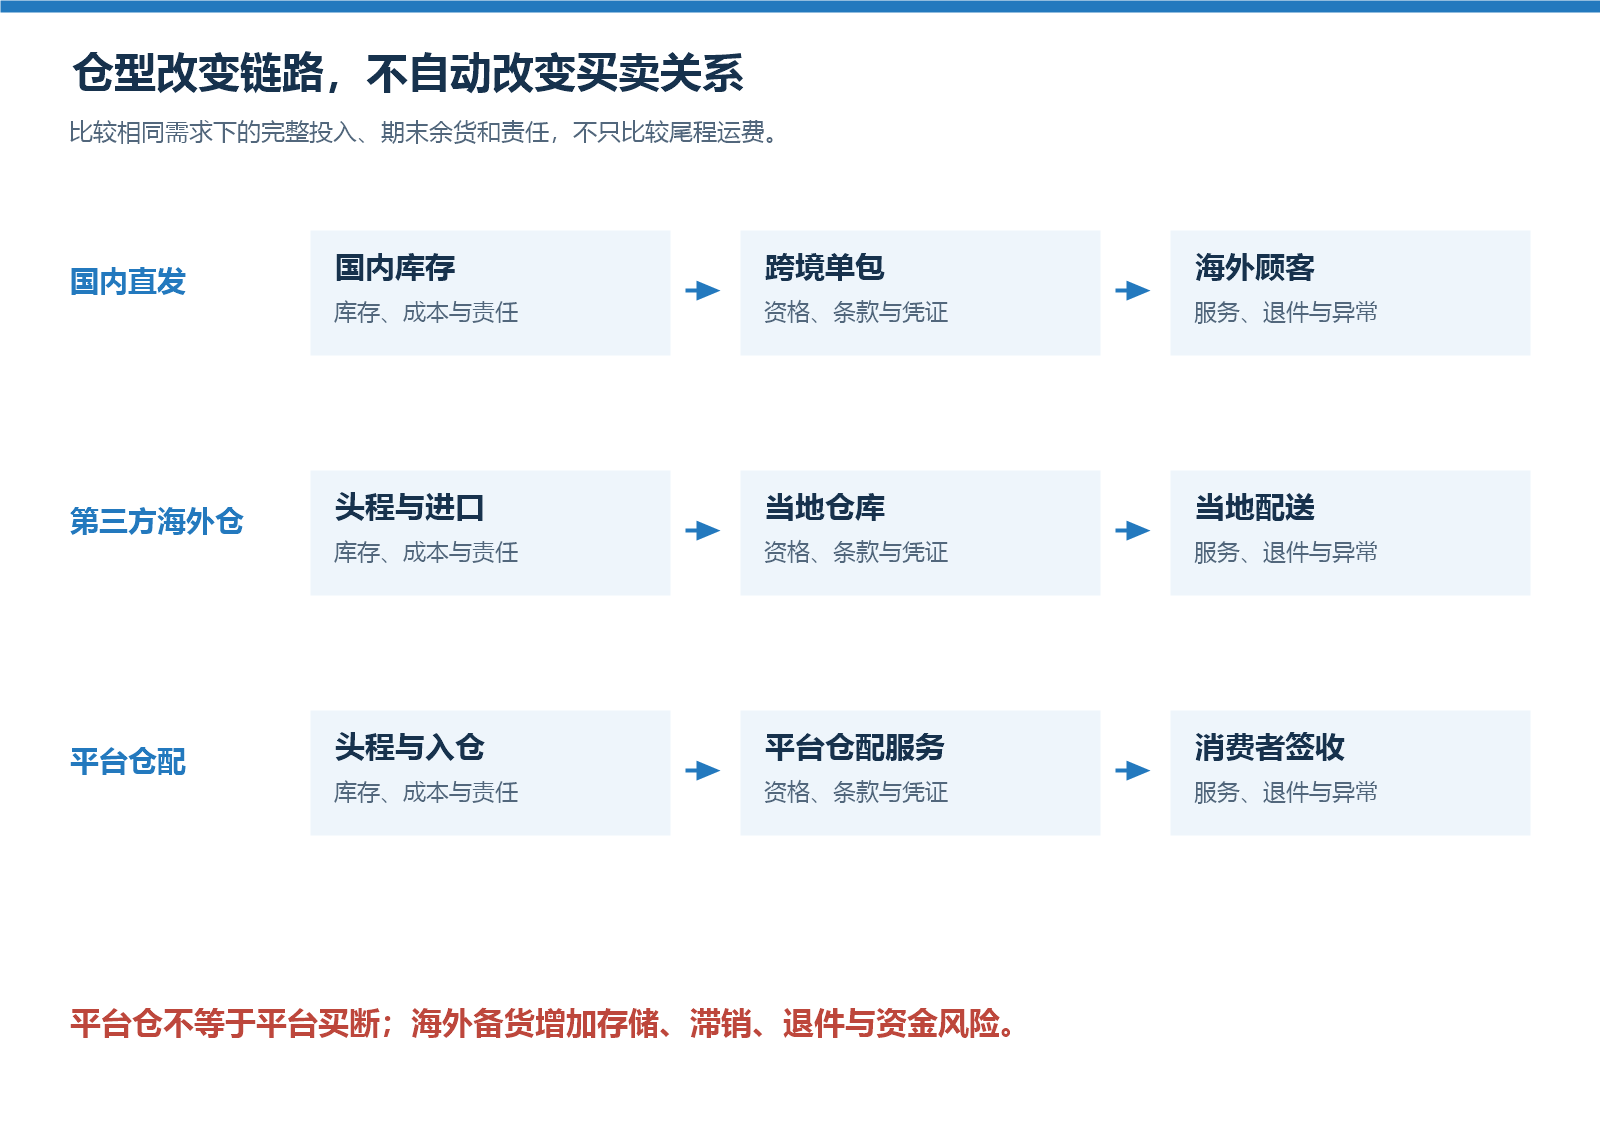 仓型改变链路，不自动改变买卖关系
比较相同需求下的完整投入、期末余货和责任，不只比较尾程运费。
国内直发
国内库存
库存、成本与责任
跨境单包
资格、条款与凭证
海外顾客
服务、退件与异常
第三方海外仓
头程与进口
库存、成本与责任
当地仓库
资格、条款与凭证
当地配送
服务、退件与异常
平台仓配
头程与入仓
库存、成本与责任
平台仓配服务
资格、条款与凭证
消费者签收
服务、退件与异常
平台仓不等于平台买断；海外备货增加存储、滞销、退件与资金风险。